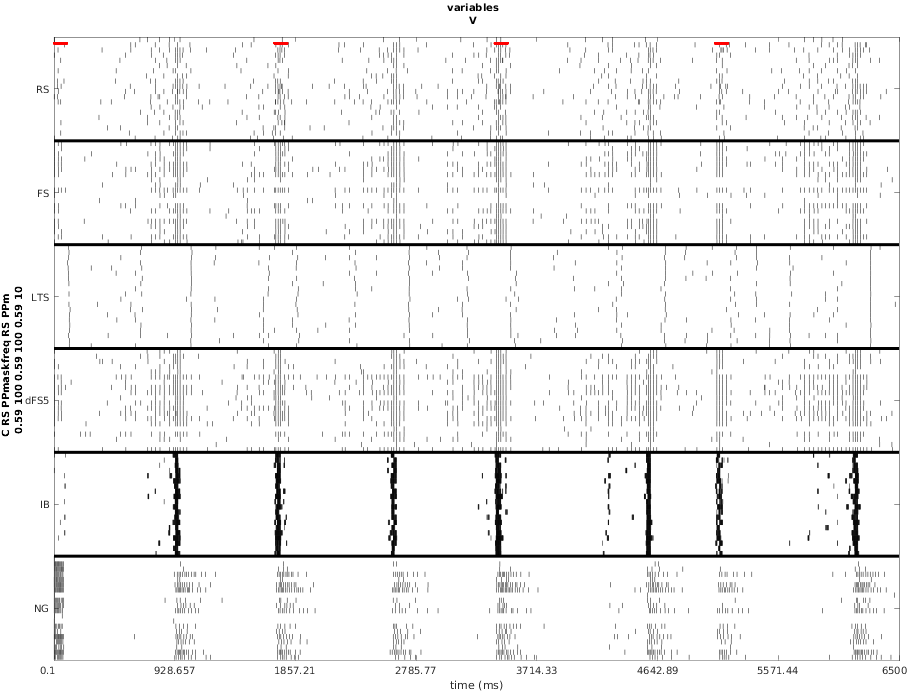 variables
V
RS
FS
LTS
dFS5
IB
NG
C RS PPmaskfreq RS PPm
0.59 100 0.59 100 0.59 10
0.1 928.657 1857.21 2785.77 3714.33 4642.89 5571.44 6500
time (ms)